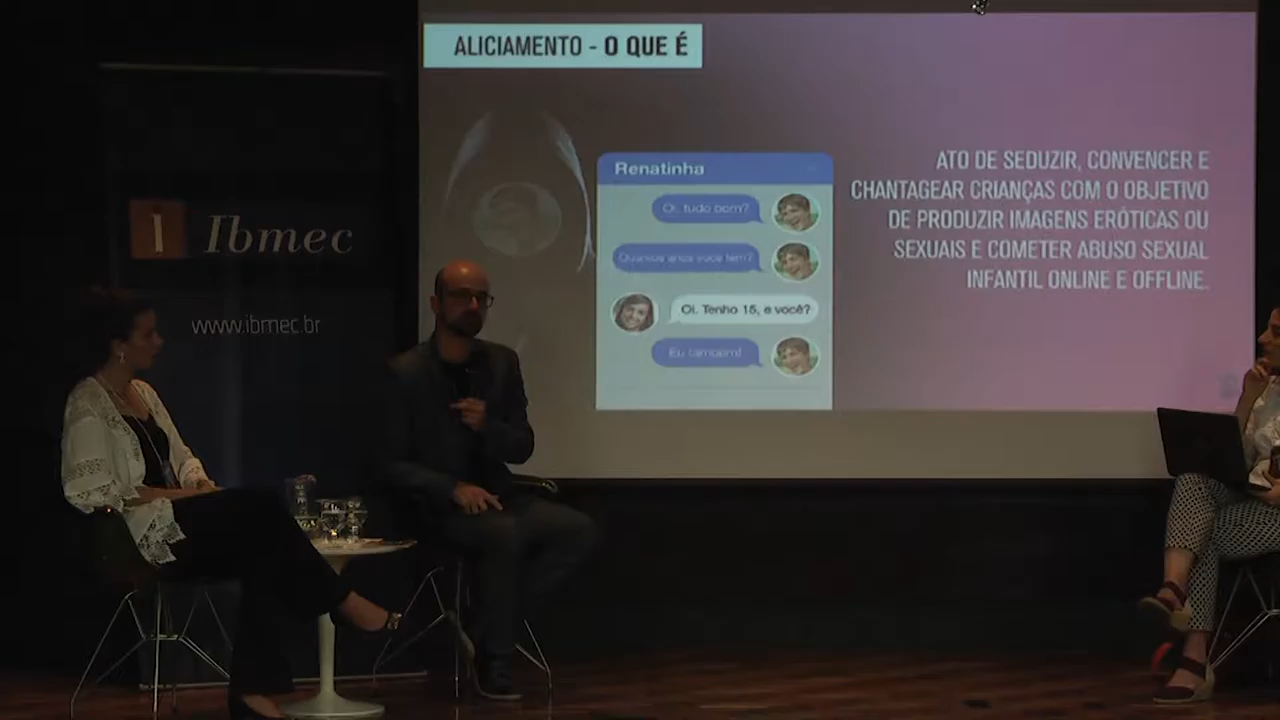 ALICIAMENTO - O QUE É
Renatinha
Oi, tudo bom?
Quantos anos você tem?
Oi. Tenho 15, e você?
Eu também!
ATO DE SEDUZIR, CONVENCER E
CHANTAGEAR CRIANÇAS COM O OBJETIVO
DE PRODUZIR IMAGENS ERÓTICAS OU
SEXUAIS E COMETER ABUSO SEXUAL
INFANTIL ONLINE E OFFLINE.
I Ibmec
www.ibmec.br